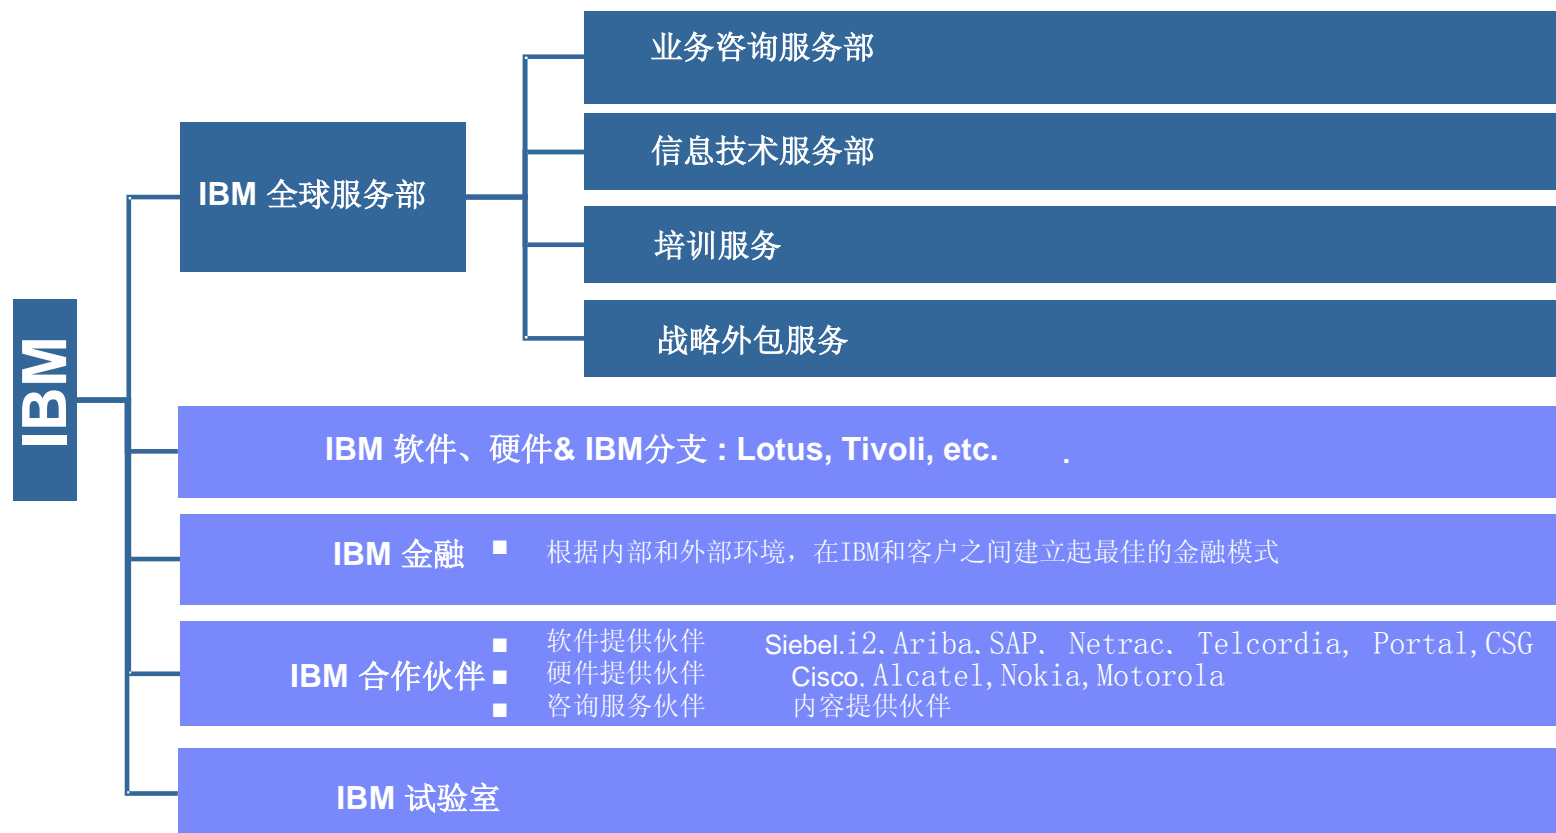 业务咨询服务部
信息技术服务部
IBM 全球服务部
培训服务
战略外包服务
IBM
IBM 软件、硬件& IBM分支 : Lotus, Tivoli, etc. .
IBM 金融 ■ 根据内部和外部环境，在IBM和客户之间建立起最佳的金融模式
IBM 合作伙伴
■ 软件提供伙伴 Siebel.i2.Ariba.SAP. Netrac. Telcordia, Portal,CSG
■ 硬件提供伙伴 Cisco.Alcatel,Nokia,Motorola
■ 咨询服务伙伴 内容提供伙伴
IBM 试验室